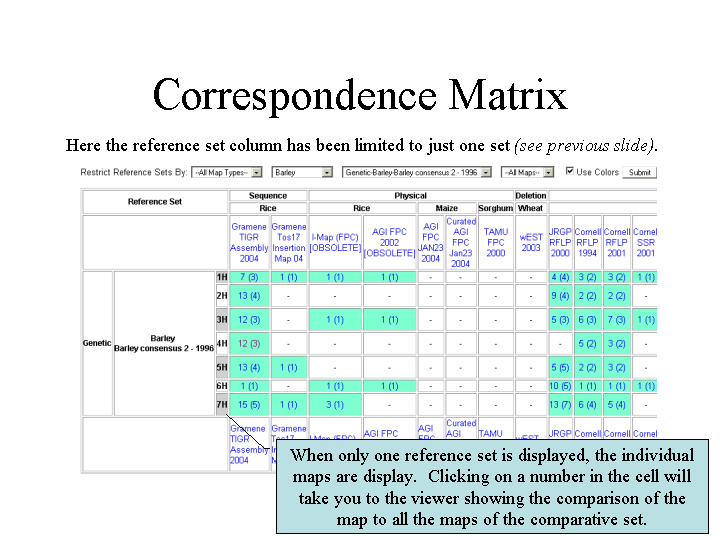 Correspondence Matrix
Here the reference set column has been limited to just one set (see previous slide).
Restrict Reference Sets By: --All Map Types-- Barley Genetic-Barley-Barley consensus 2 - 1996 --All Maps-- Use Colors Submit
Reference Set Sequence Physical Deletion
Rice Rice Maize Sorghum Wheat
Gramene TIGR Assembly 2004
Gramene Tos17 Insertion Map 04
I-Map (FPC) [OBSOLETE]
AGI FPC 2002 [OBSOLETE]
AGI FPC JAN23 2004
Curated AGI FPC Jan23 2004
TAMU FPC 2000
wEST 2003
JRGP RFLP 2000
Cornell RFLP 1994
Cornell RFLP 2001
Cornel SSR 2001
Genetic
Barley
Barley consensus 2 - 1996
1H 7 (3) 1 (1) 1 (1) 1 (1) - - - - 4 (4) 3 (2) 3 (2) 1 (1)
2H 13 (4) - - - - - - - 9 (4) 2 (2) 2 (2) -
3H 12 (3) - 1 (1) 1 (1) - - - - 5 (3) 6 (3) 7 (3) 1 (1)
4H 12 (3) - - - - - - - - 5 (2) 3 (2) -
5H 13 (4) 1 (1) - - - - - - 5 (5) 2 (2) 3 (2) -
6H 1 (1) - 1 (1) 1 (1) - - - - 10 (5) 1 (1) 1 (1) 1 (1)
7H 15 (5) 1 (1) 3 (1) - - - - - 13 (7) 6 (4) 5 (4) -
Gramene TIGR Assembly 2004
Gramene Tos17
I-Map (FPC)
AGI FPC
AGI FPC
Curated AGI
TAMU
wEST
JRGP
Cornell
Cornell
Cornel
When only one reference set is displayed, the individual
maps are display. Clicking on a number in the cell will
take you to the viewer showing the comparison of the
map to all the maps of the comparative set.